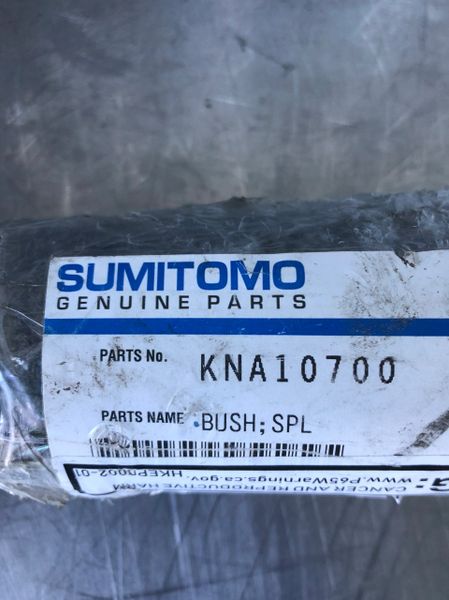 SUMITOMO
GENUINE PARTS
PARTS No. KNA10700
PARTS NAME BUSH;SPL
CANCER AND REPRODUCTIVE HARM
www.P65Warnings.ca.gov.
HKEP0002-01